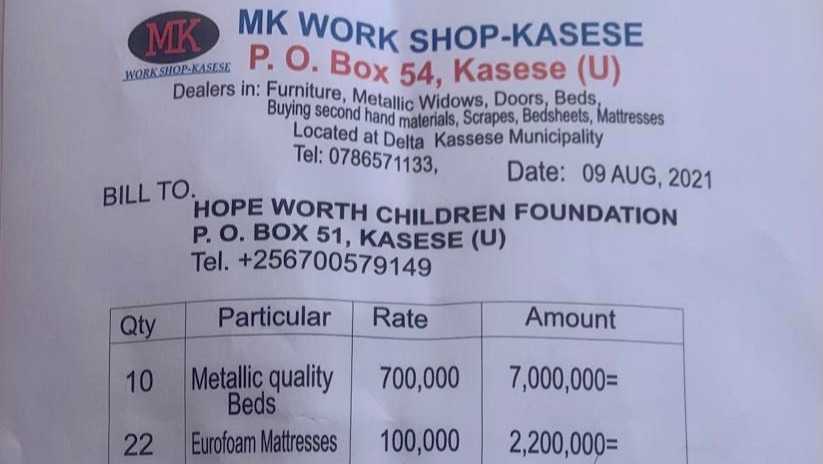 MK
WORK SHOP-KASESE
MK WORK SHOP-KASESE
P. O. Box 54, Kasese (U)
Dealers in: Furniture, Metallic Widows, Doors, Beds,
Buying second hand materials, Scrapes, Bedsheets, Mattresses
Located at Delta Kassese Municipality
Tel: 0786571133,
Date: 09 AUG, 2021
BILL TO.
HOPE WORTH CHILDREN FOUNDATION
P. O. BOX 51, KASESE (U)
Tel. +256700579149
Qty Particular Rate Amount
10 Metallic quality 700,000 7,000,000=
Beds
22 Eurofoam Mattresses 100,000 2,200,000=